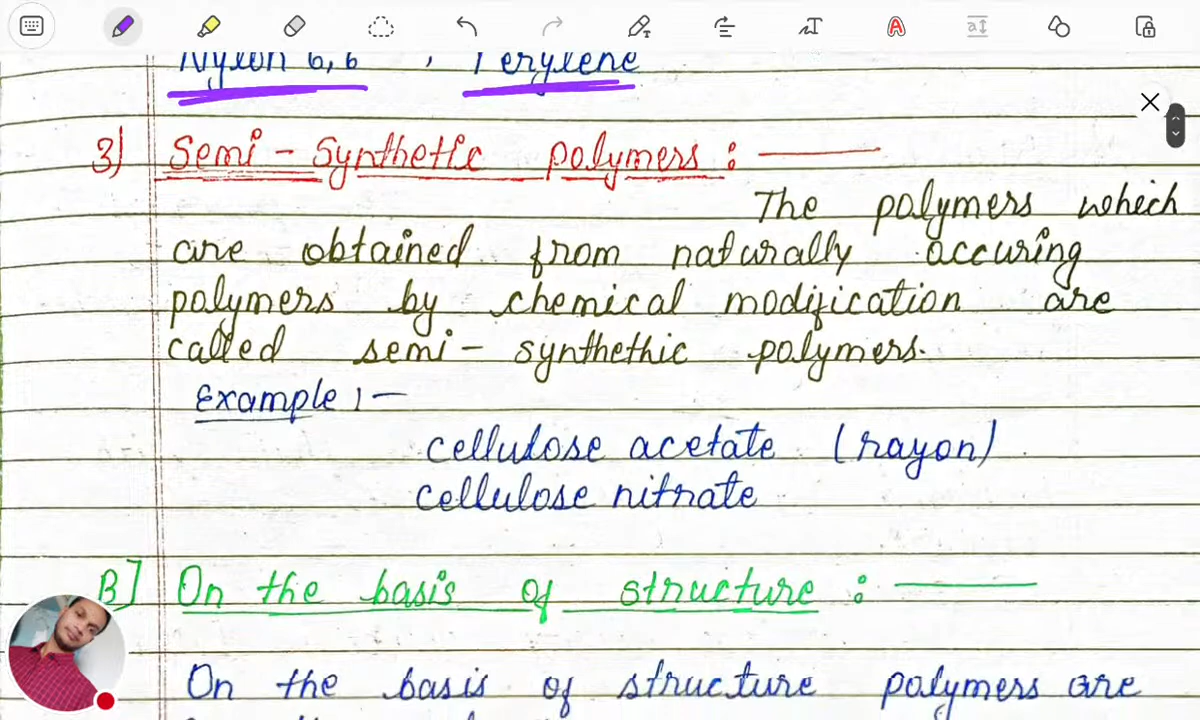 Nylon 6,6 , Terylene
3) Semi - Synthetic polymers : —
The polymers which
are obtained from naturally accuring
polymers by chemical modification are
called semi - synthethic polymers.
Example :-
cellulose acetate (rayon)
cellulose nitrate
B] On the basis of structure : —
On the basis of structure polymers are